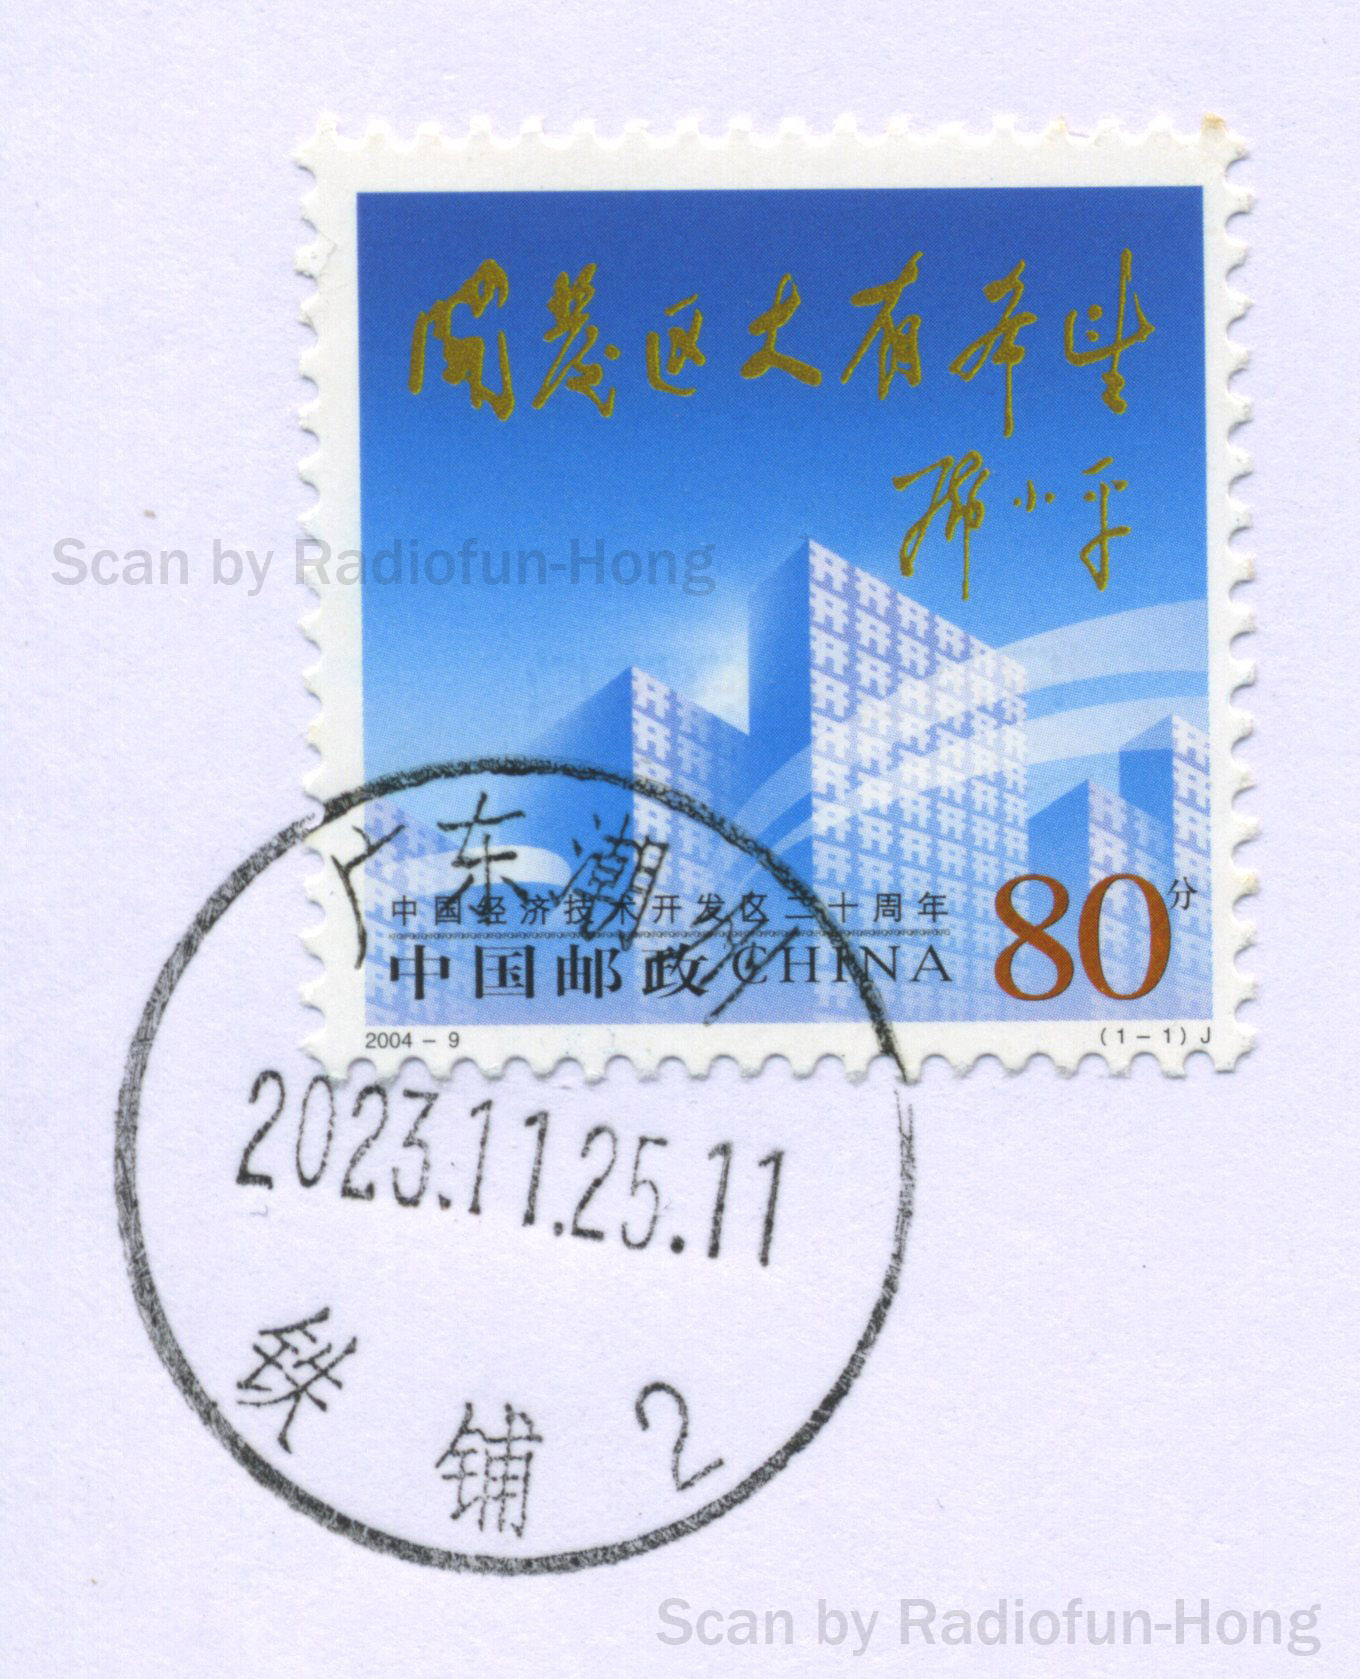 開發区大有希望
邓小平
Scan by Radiofun-Hong
中国经济技术开发区二十周年
中国邮政 CHINA
80分
2004 – 9
(1–1) J
广东潮州
2023.11.25.11
铁铺 2
Scan by Radiofun-Hong